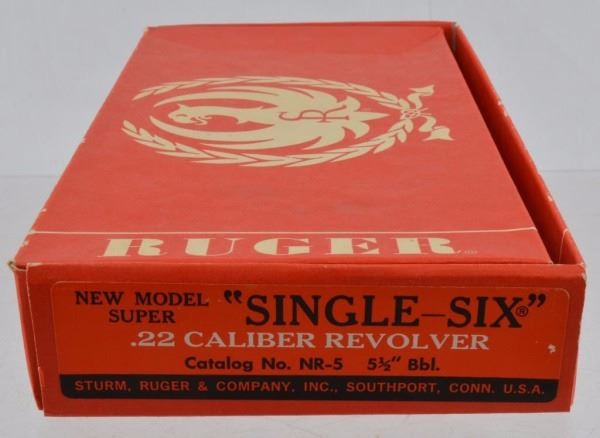 RUGER®
NEW MODEL SUPER "SINGLE-SIX"®
.22 CALIBER REVOLVER
Catalog No. NR-5 5½" Bbl.
STURM, RUGER & COMPANY, INC., SOUTHPORT, CONN. U.S.A.